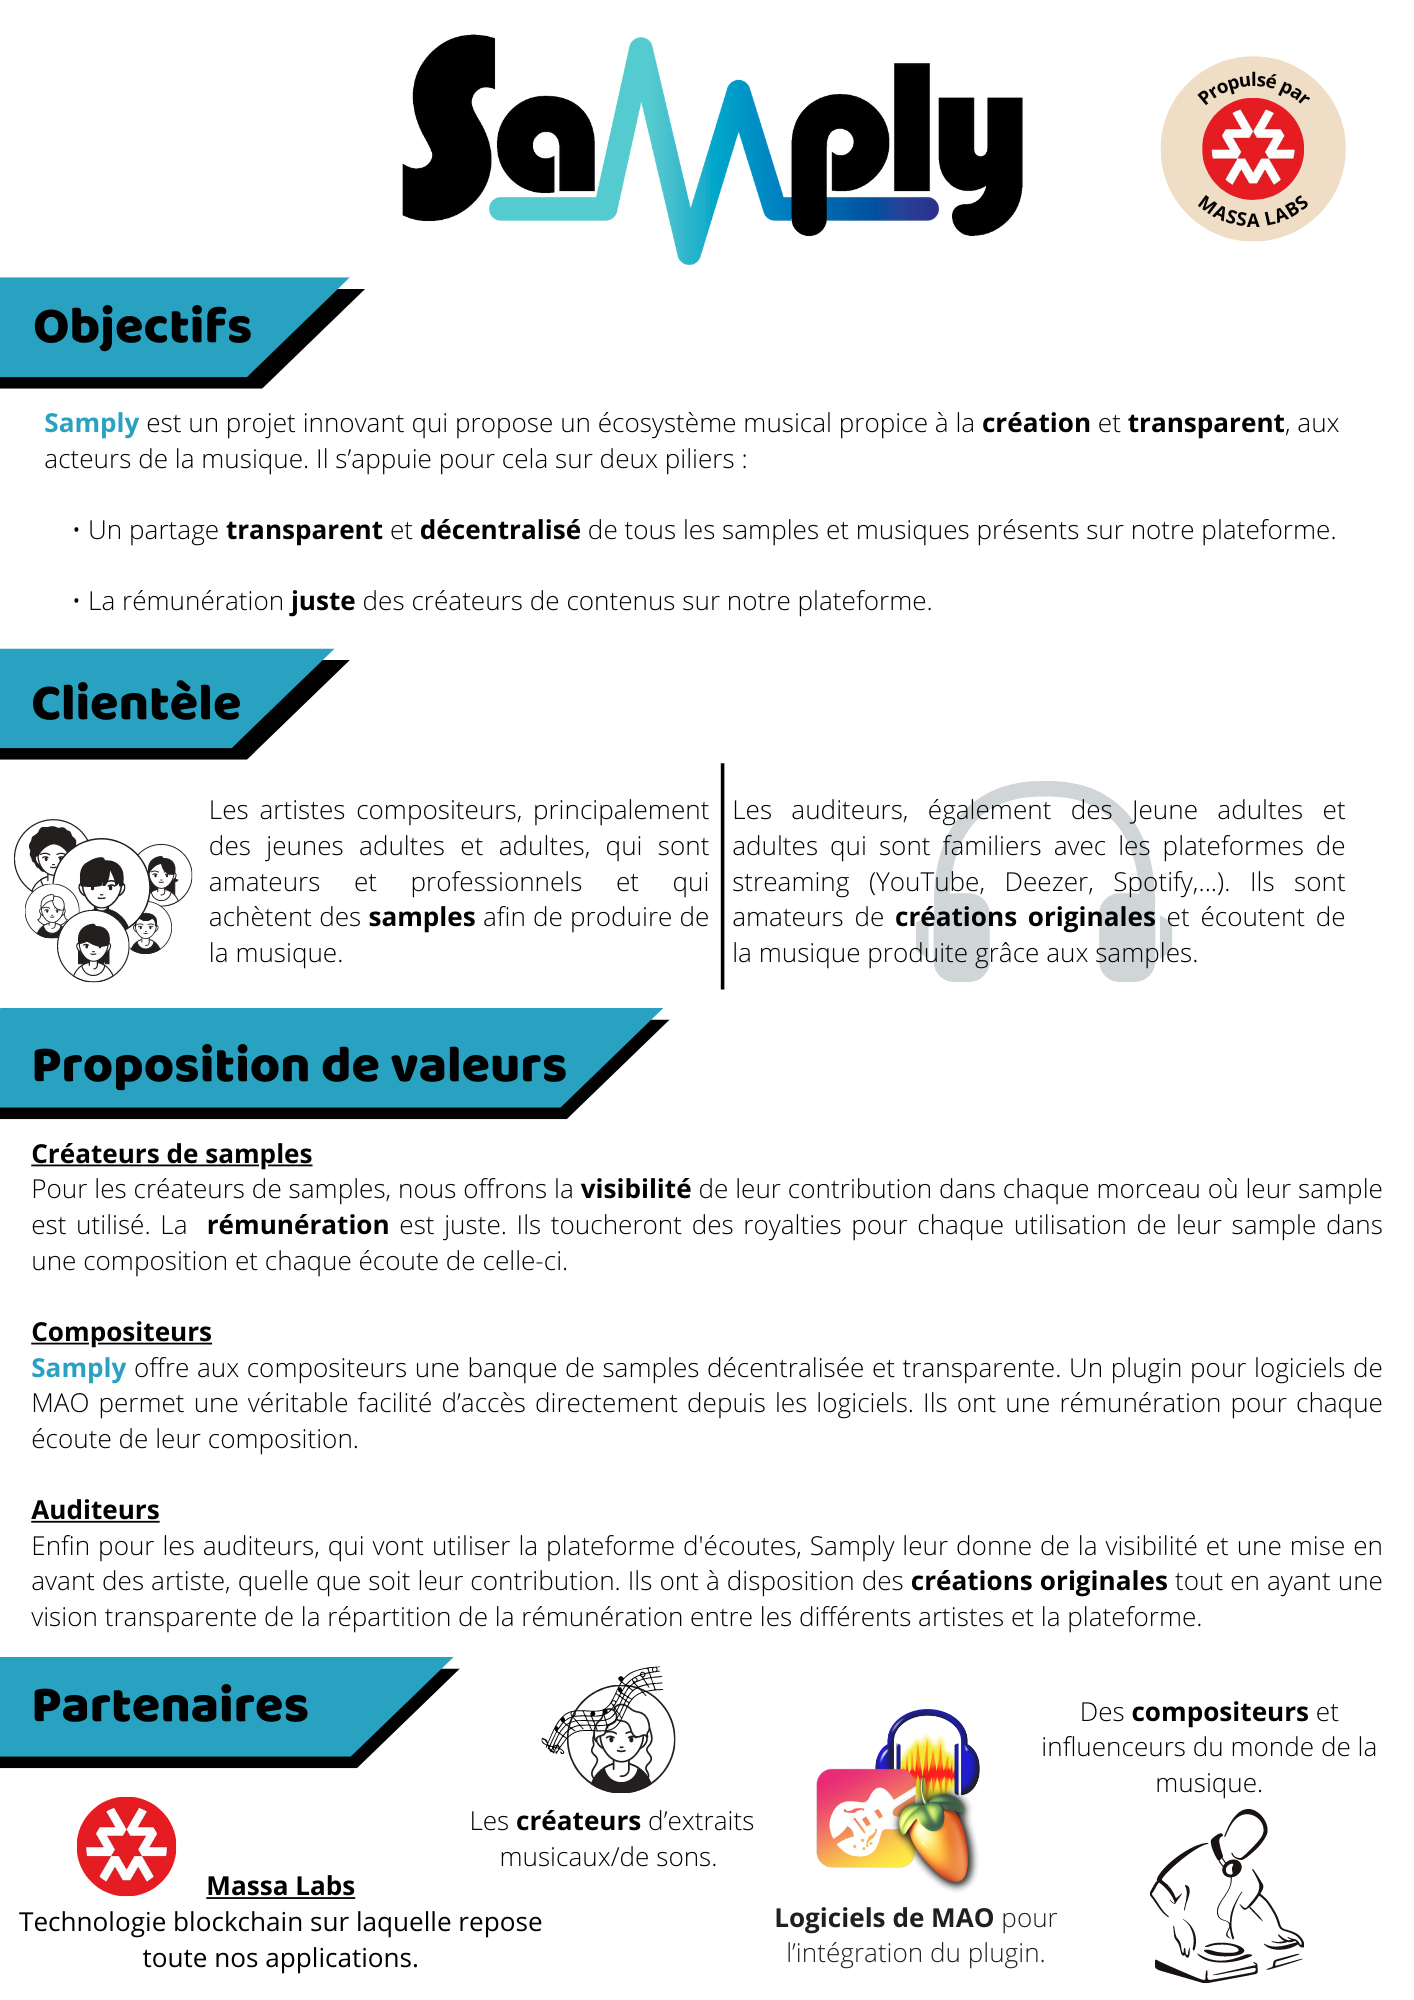 Samply
Propulsé par
MASSA LABS
Objectifs
Samply est un projet innovant qui propose un écosystème musical propice à la création et transparent, aux
acteurs de la musique. Il s’appuie pour cela sur deux piliers :
• Un partage transparent et décentralisé de tous les samples et musiques présents sur notre plateforme.
• La rémunération juste des créateurs de contenus sur notre plateforme.
Clientèle
Les artistes compositeurs, principalement
des jeunes adultes et adultes, qui sont
amateurs et professionnels et qui
achètent des samples afin de produire de
la musique.
Les auditeurs, également des Jeune adultes et
adultes qui sont familiers avec les plateformes de
streaming (YouTube, Deezer, Spotify,...). Ils sont
amateurs de créations originales et écoutent de
la musique produite grâce aux samples.
Proposition de valeurs
Créateurs de samples
Pour les créateurs de samples, nous offrons la visibilité de leur contribution dans chaque morceau où leur sample
est utilisé. La rémunération est juste. Ils toucheront des royalties pour chaque utilisation de leur sample dans
une composition et chaque écoute de celle-ci.
Compositeurs
Samply offre aux compositeurs une banque de samples décentralisée et transparente. Un plugin pour logiciels de
MAO permet une véritable facilité d’accès directement depuis les logiciels. Ils ont une rémunération pour chaque
écoute de leur composition.
Auditeurs
Enfin pour les auditeurs, qui vont utiliser la plateforme d'écoutes, Samply leur donne de la visibilité et une mise en
avant des artiste, quelle que soit leur contribution. Ils ont à disposition des créations originales tout en ayant une
vision transparente de la répartition de la rémunération entre les différents artistes et la plateforme.
Partenaires
Massa Labs
Technologie blockchain sur laquelle repose
toute nos applications.
Les créateurs d’extraits
musicaux/de sons.
Logiciels de MAO pour
l’intégration du plugin.
Des compositeurs et
influenceurs du monde de la
musique.